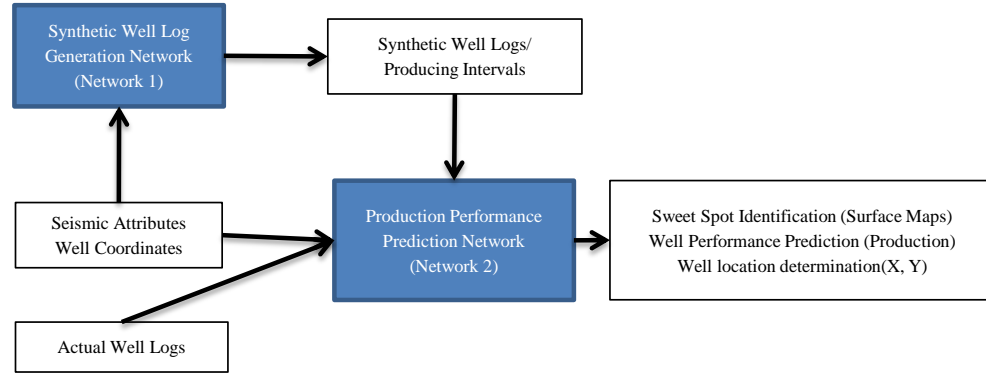 Synthetic Well Log
Generation Network
(Network 1)
Synthetic Well Logs/
Producing Intervals
Seismic Attributes
Well Coordinates
Production Performance
Prediction Network
(Network 2)
Sweet Spot Identification (Surface Maps)
Well Performance Prediction (Production)
Well location determination(X, Y)
Actual Well Logs